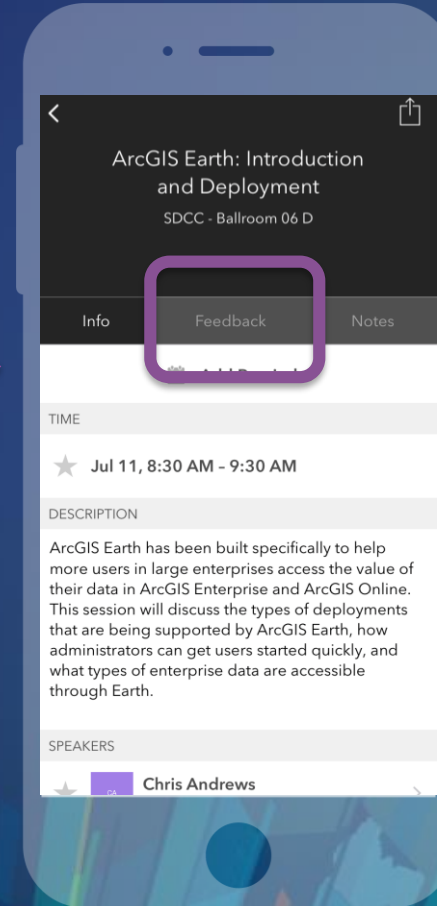 ArcGIS Earth: Introduction
and Deployment
SDCC - Ballroom 06 D
Info
Feedback
Notes
TIME
Jul 11, 8:30 AM – 9:30 AM
DESCRIPTION
ArcGIS Earth has been built specifically to help
more users in large enterprises access the value of
their data in ArcGIS Enterprise and ArcGIS Online.
This session will discuss the types of deployments
that are being supported by ArcGIS Earth, how
administrators can get users started quickly, and
what types of enterprise data are accessible
through Earth.
SPEAKERS
CA
Chris Andrews